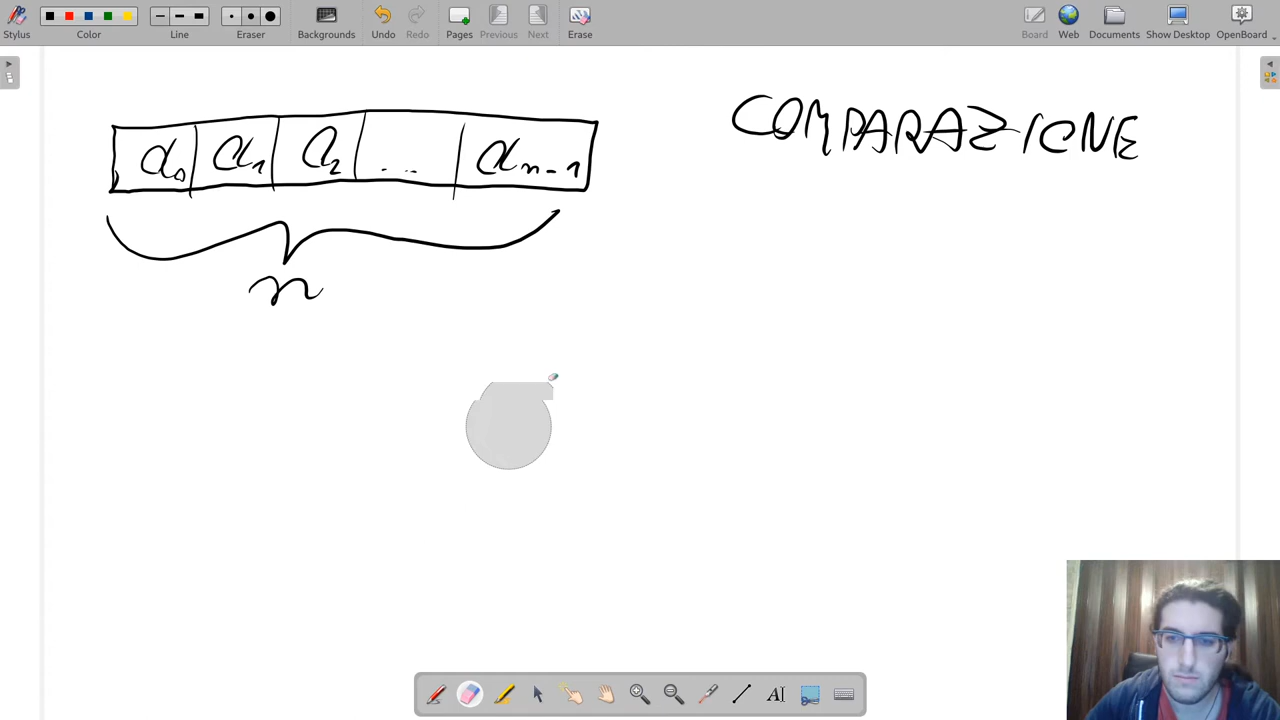 Stylus Color Line Eraser Backgrounds Undo Redo Pages Previous Next Erase Board Web Documents Show Desktop OpenBoard
COMPARAZIONE
a0 a1 a2 ... an-1
n